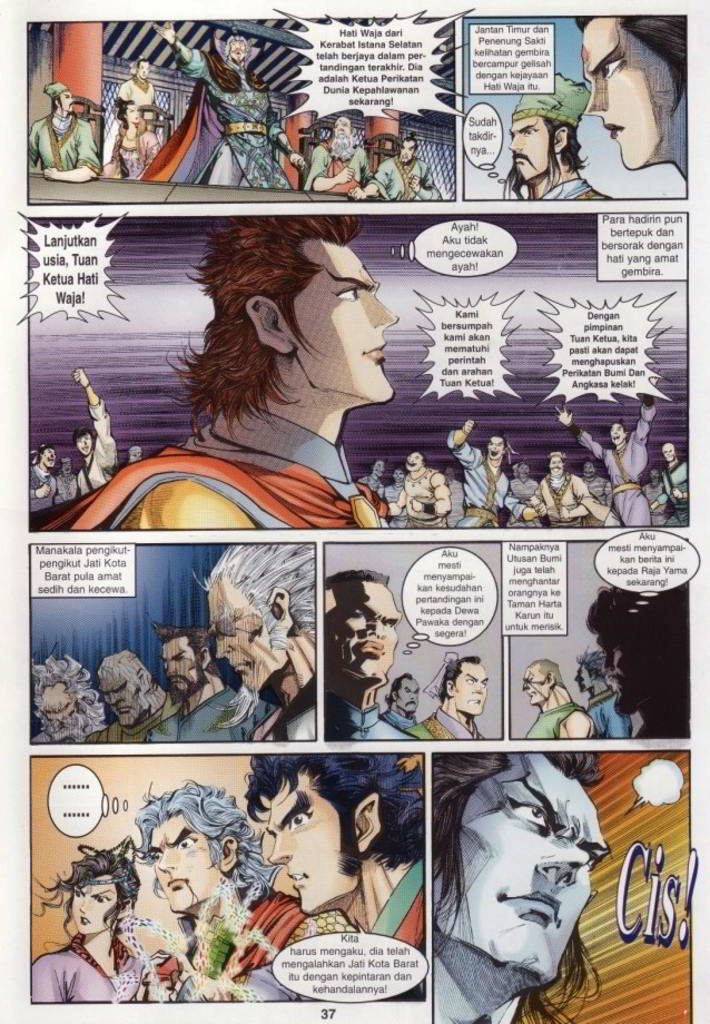 Hati Waja dari
Kerabat Istana Selatan
telah berjaya dalam per-
tandingan terakhir. Dia
adalah Ketua Perikatan
Dunia Kepahlawanan
sekarang!
Jantan Timur dan
Penenung Sakti
kelihatan gembira
bercampur gelisah
dengan kejayaan
Hati Waja itu.
Sudah
takdir-
nya...
Lanjutkan
usia, Tuan
Ketua Hati
Waja!
Ayah!
Aku tidak
mengecewakan
ayah!
Para hadirin pun
bertepuk dan
bersorak dengan
hati yang amat
gembira.
Kami
bersumpah
kami akan
mematuhi
perintah
dan arahan
Tuan Ketua!
Dengan
pimpinan
Tuan Ketua, kita
pasti akan dapat
menghapuskan
Perikatan Bumi Dan
Angkasa kelak!
Manakala pengikut-
pengikut Jati Kota
Barat pula amat
sedih dan kecewa.
Aku
mesti
menyampai-
kan kesudahan
pertandingan ini
kepada Dewa
Pawaka dengan
segera!
Nampaknya
Utusan Bumi
juga telah
menghantar
orangnya ke
Taman Harta
Karun itu
untuk merisik.
Aku
mesti menyampai-
kan berita ini
kepada Raja Yama
sekarang!
......
......
Kita
harus mengaku, dia telah
mengalahkan Jati Kota Barat
itu dengan kepintaran dan
kehandalannya!
Cis!
37